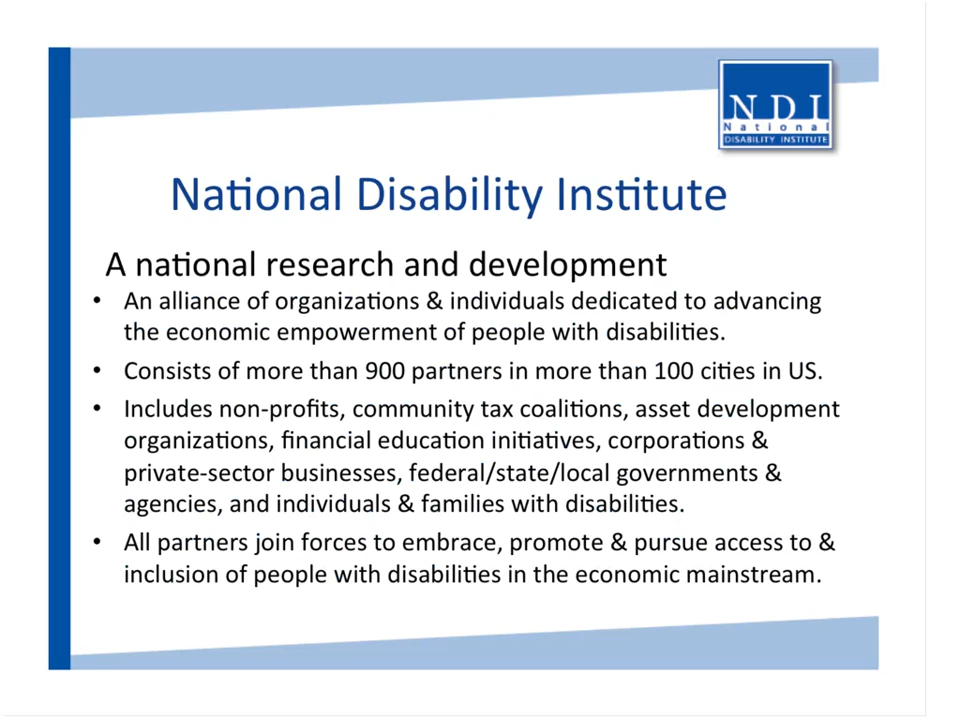 NDI
National
DISABILITY INSTITUTE
National Disability Institute
A national research and development
• An alliance of organizations & individuals dedicated to advancing
the economic empowerment of people with disabilities.
• Consists of more than 900 partners in more than 100 cities in US.
• Includes non-profits, community tax coalitions, asset development
organizations, financial education initiatives, corporations &
private-sector businesses, federal/state/local governments &
agencies, and individuals & families with disabilities.
• All partners join forces to embrace, promote & pursue access to &
inclusion of people with disabilities in the economic mainstream.